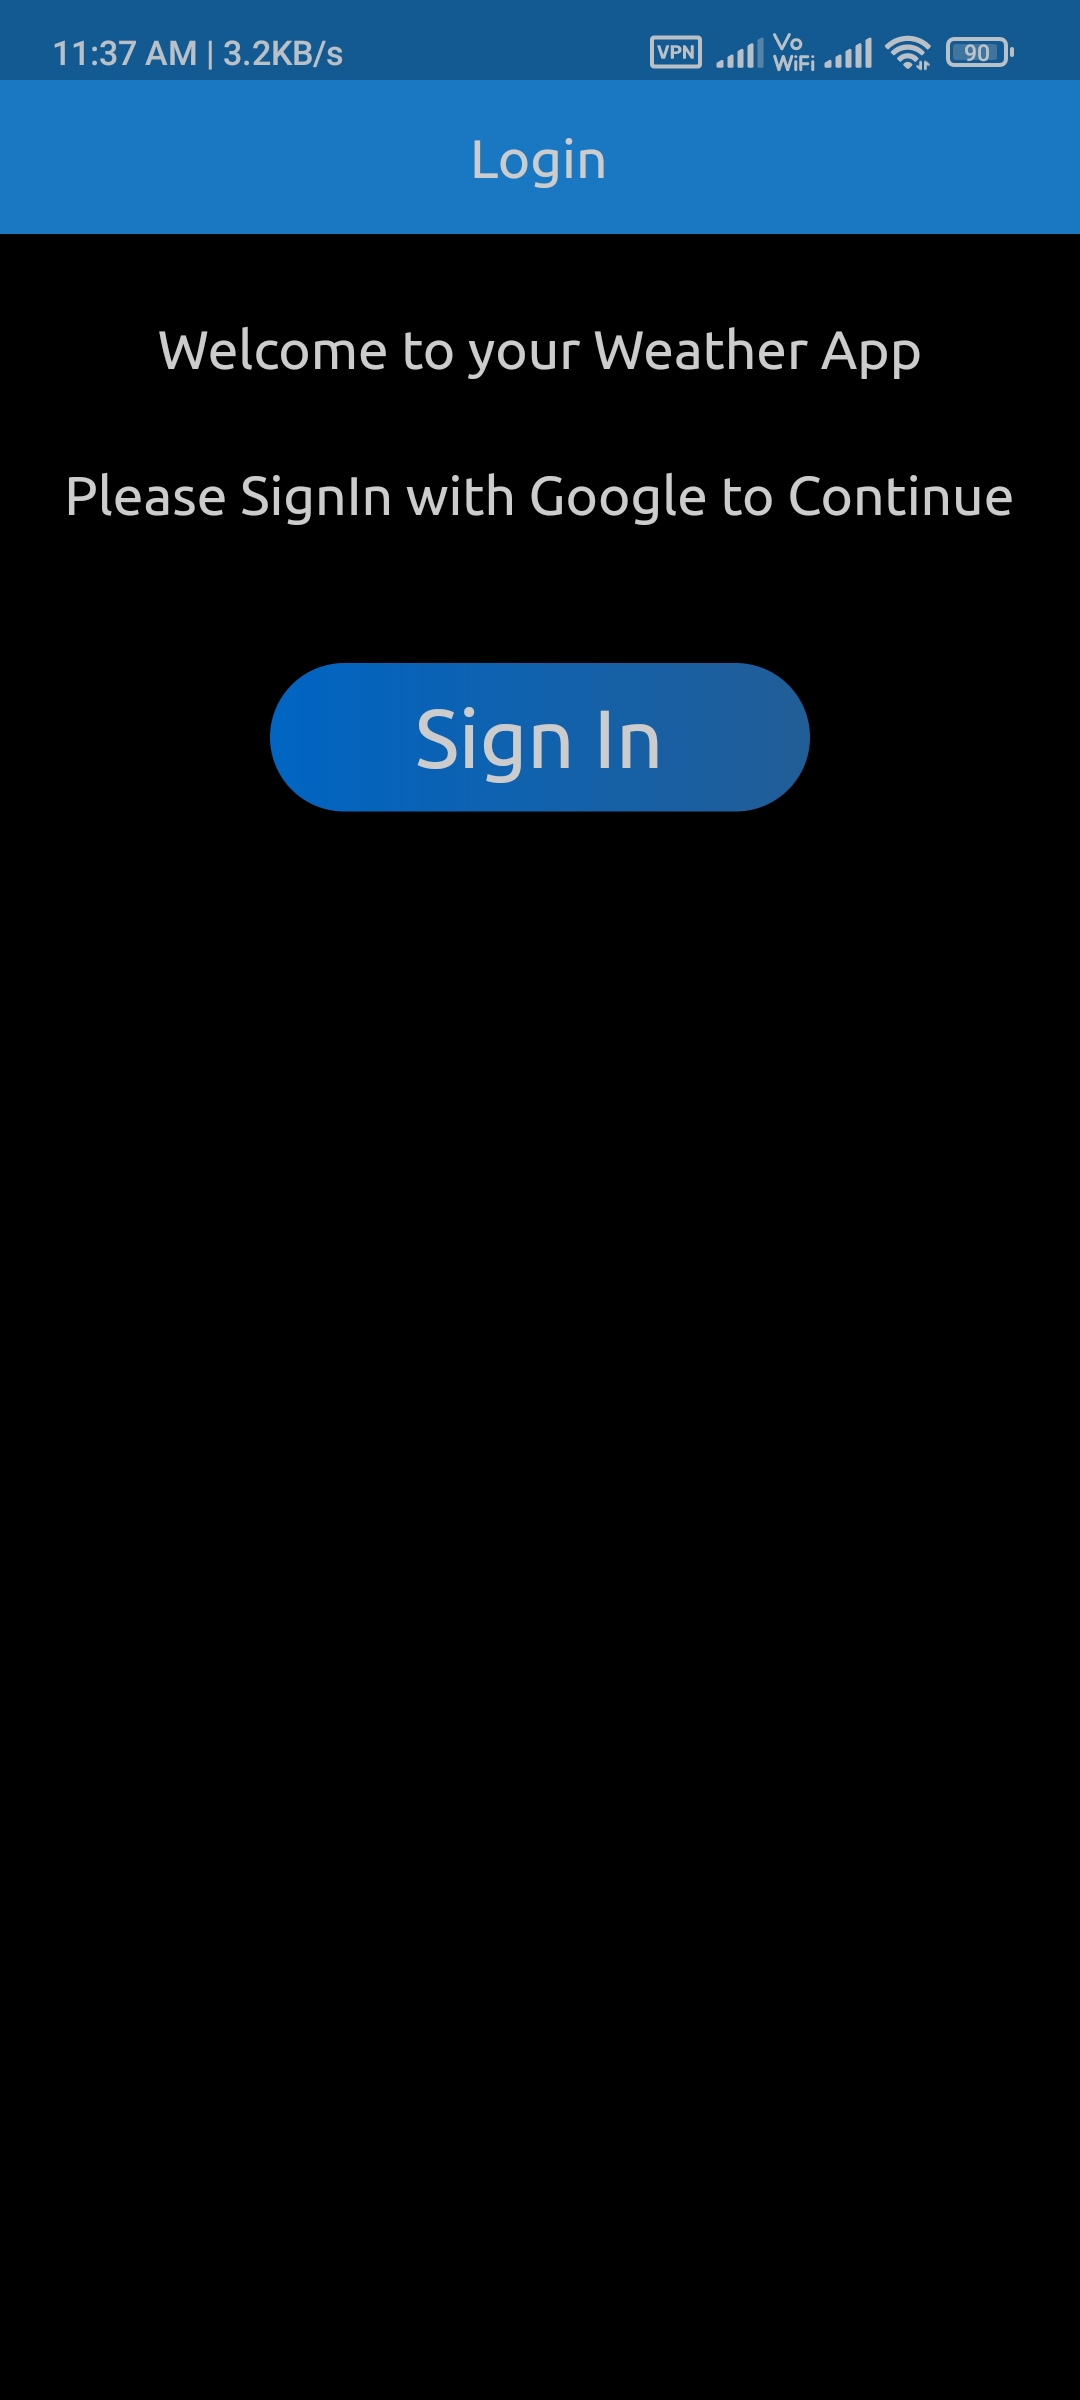 11:37 AM | 3.2KB/s VPN Vo WiFi 90
Login
Welcome to your Weather App
Please SignIn with Google to Continue
Sign In